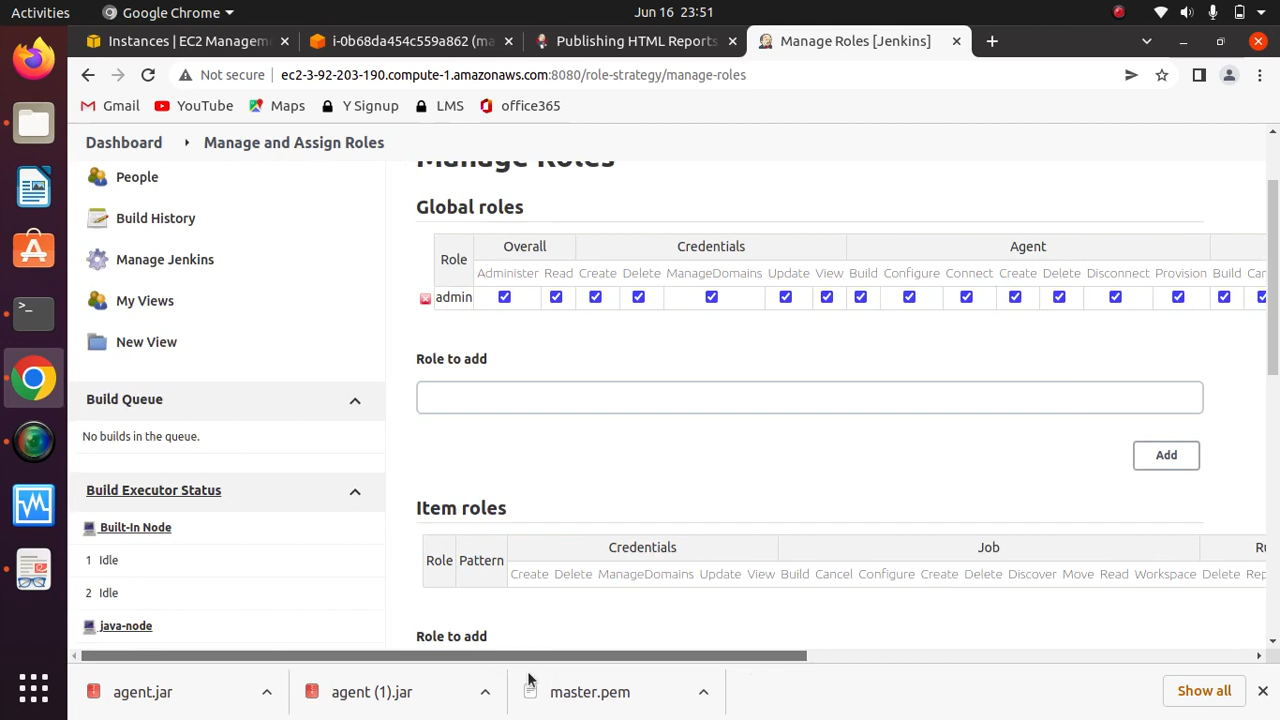 Activities
Google Chrome
Jun 16 23:51
Instances | EC2 Managem
i-0b68da454c559a862 (ma
Publishing HTML Reports
Manage Roles [Jenkins]
Not secure
ec2-3-92-203-190.compute-1.amazonaws.com:8080/role-strategy/manage-roles
Gmail
YouTube
Maps
Y Signup
LMS
office365
Dashboard
Manage and Assign Roles
People
Build History
Manage Jenkins
My Views
New View
Build Queue
No builds in the queue.
Build Executor Status
Built-In Node
1 Idle
2 Idle
java-node
Manage Roles
Global roles
Role Overall Credentials Agent
Administer Read Create Delete ManageDomains Update View Build Configure Connect Create Delete Disconnect Provision Build Can
admin
Role to add
Add
Item roles
Role Pattern Credentials Job Ru
Create Delete ManageDomains Update View Build Cancel Configure Create Delete Discover Move Read Workspace Delete Rep
Role to add
agent.jar
agent (1).jar
master.pem
Show all